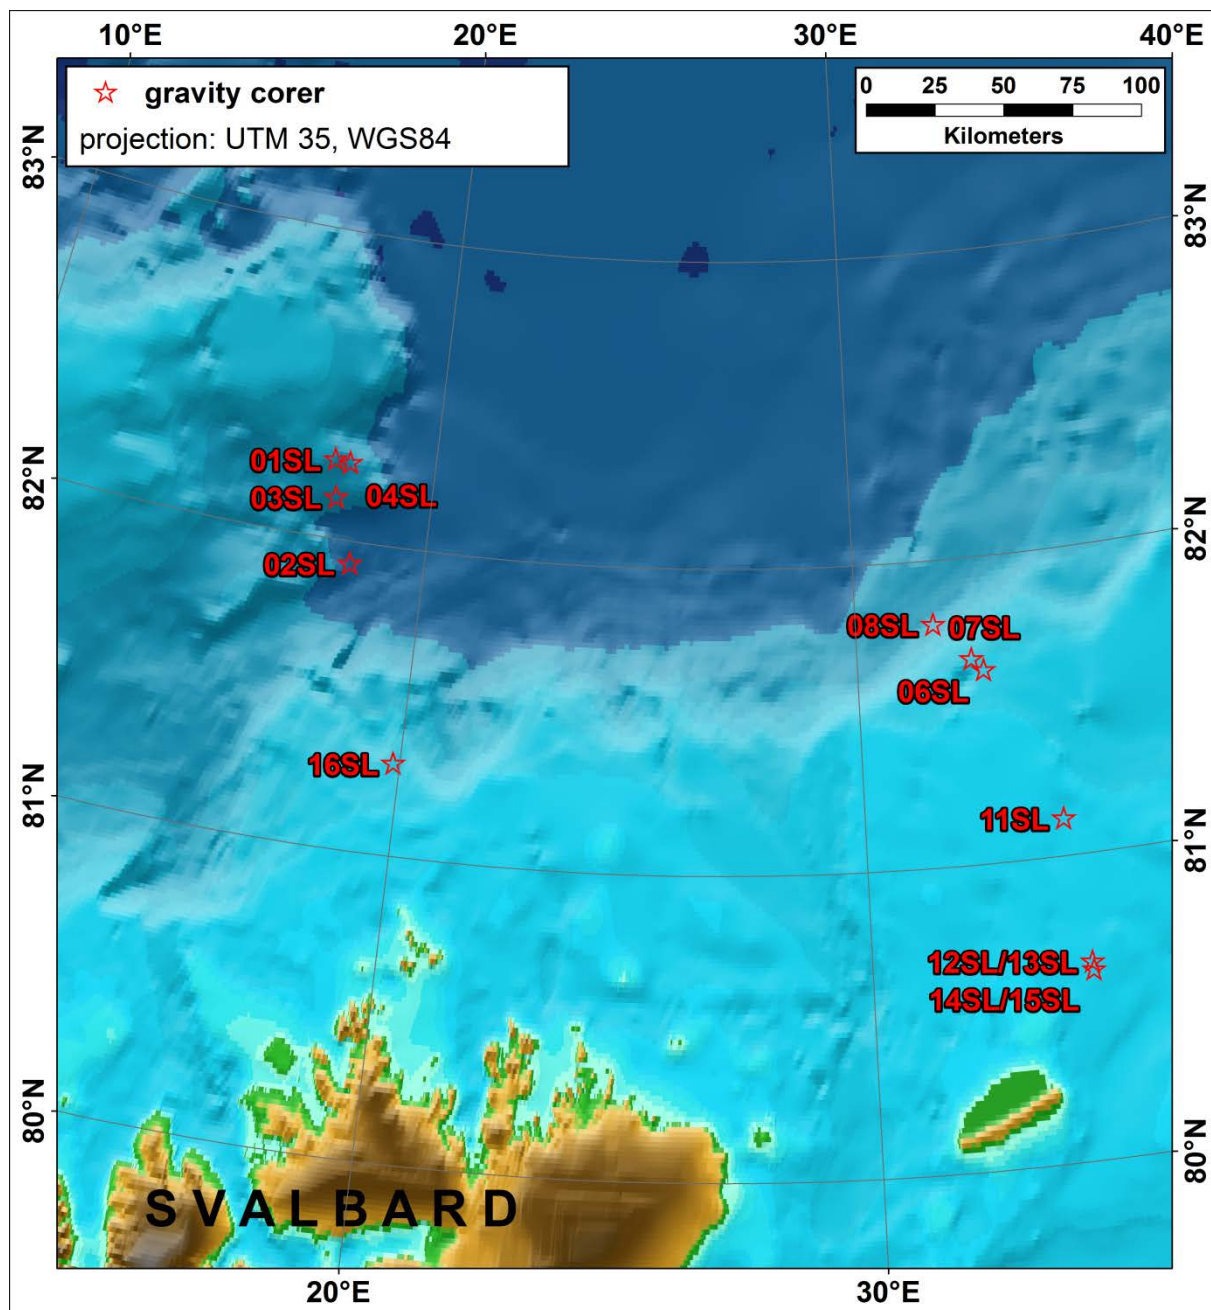 10°E 20°E 30°E 40°E
gravity corer
projection: UTM 35, WGS84
0 25 50 75 100
Kilometers
83°N
83°N
01SL
04SL
03SL
82°N
82°N
02SL
08SL
07SL
06SL
16SL
11SL
81°N
81°N
12SL/13SL
14SL/15SL
80°N
80°N
SVALBARD
20°E 30°E